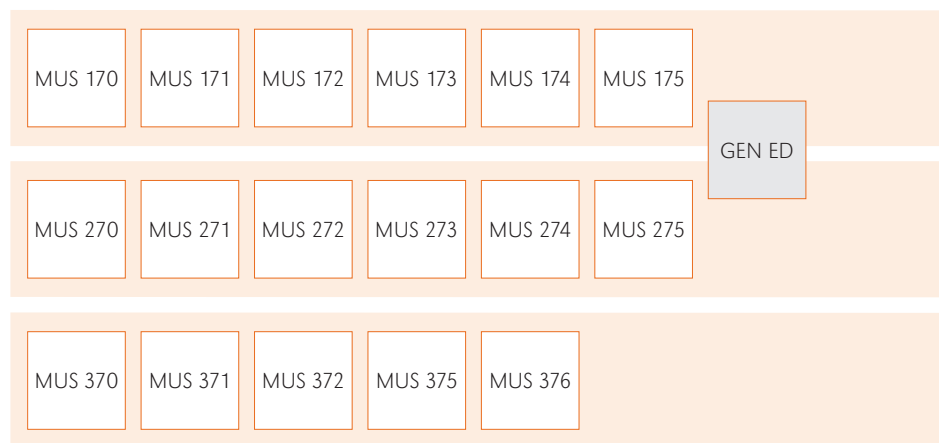 MUS 170
MUS 171
MUS 172
MUS 173
MUS 174
MUS 175
GEN ED
MUS 270
MUS 271
MUS 272
MUS 273
MUS 274
MUS 275
MUS 370
MUS 371
MUS 372
MUS 375
MUS 376